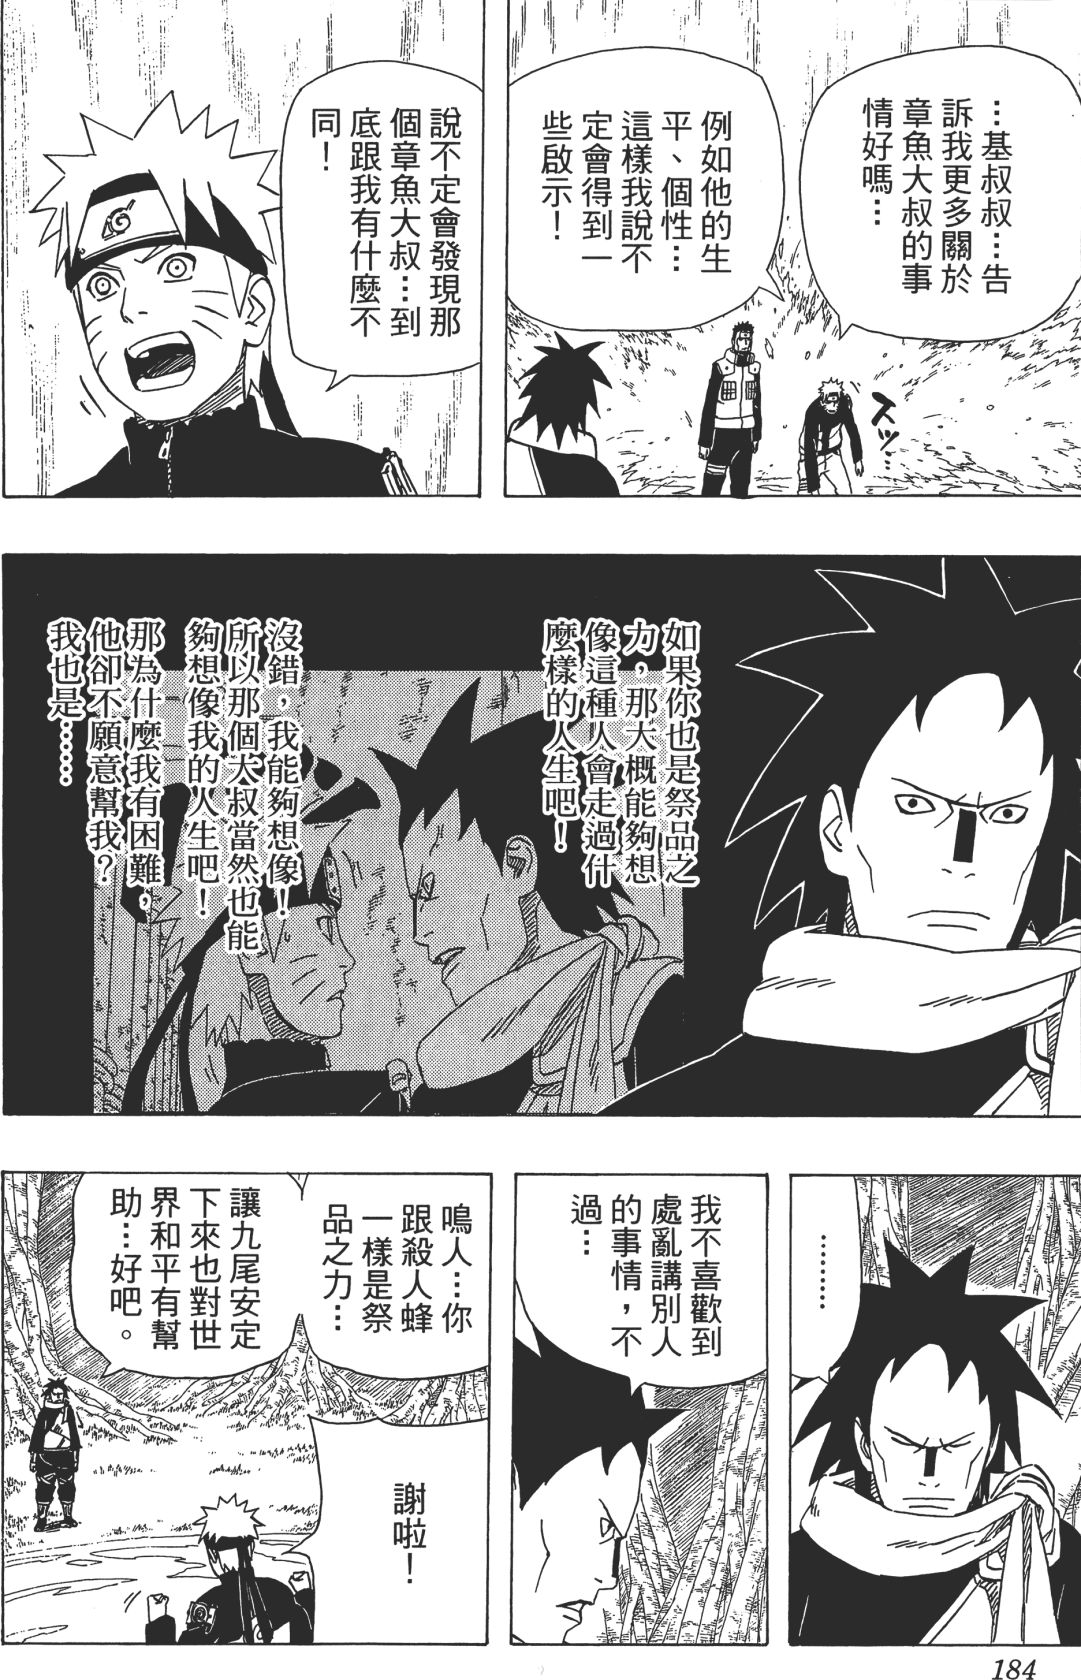 …基叔叔…告
訴我更多關於
章魚大叔的事
情好嗎…
例如他的生
平、個性…
這樣我說不
定會得到一
些啟示！
スッ…
說不定會發現那
個章魚大叔…到
底跟我有什麼不
同！
如果你也是祭品之
力，那大概能夠想
像這種人會走過什
麼樣的人生吧！
沒錯，我能夠想像！
所以那個大叔當然也能
夠想像我的人生吧！
那為什麼我有困難，
他卻不願意幫我？
我也是……
………
我不喜歡到
處亂講別人
的事情，不
過…
鳴人…你
跟殺人蜂
一樣是祭
品之力…
讓九尾安定
下來也對世
界和平有幫
助…好吧。
謝啦！
184